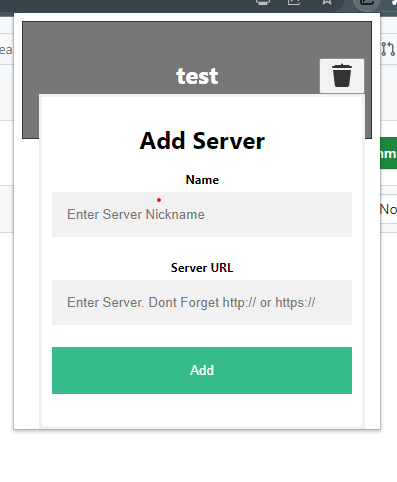 ea
test
Add Server
mm
Name
No
Enter Server Nickname
Server URL
Enter Server. Dont Forget http:// or https://
Add